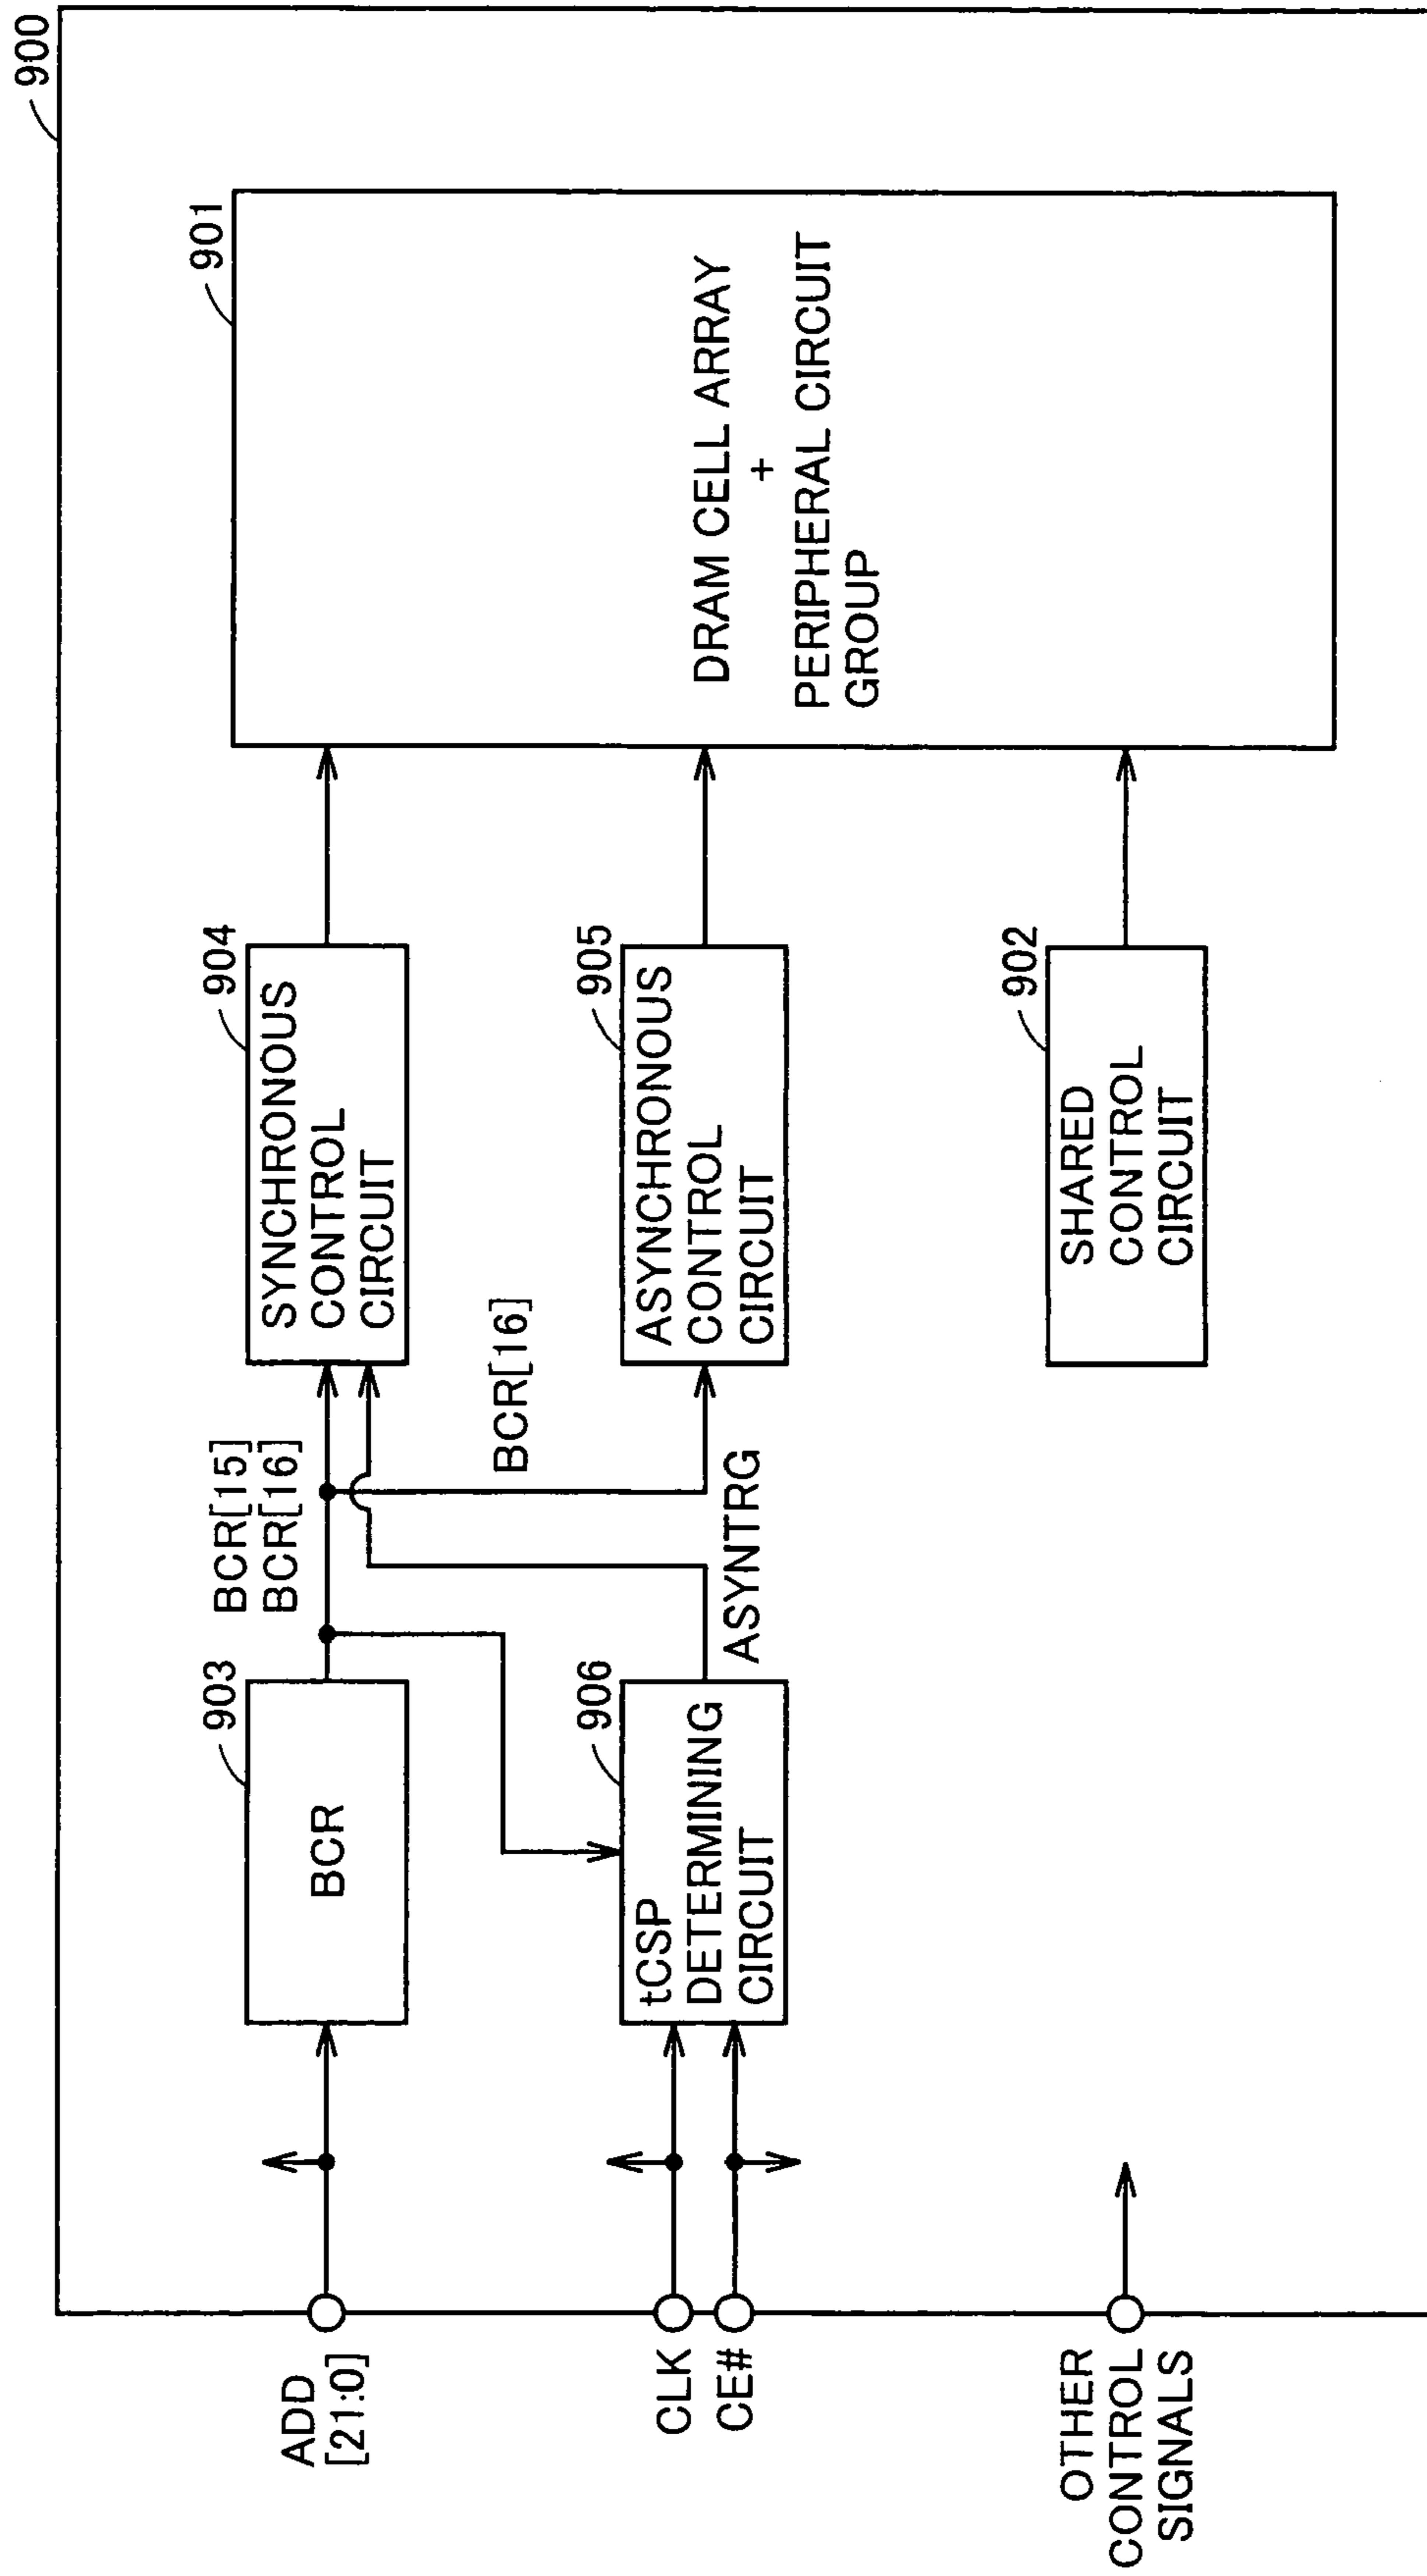 900
901
DRAM CELL ARRAY
+
PERIPHERAL CIRCUIT
GROUP
904
SYNCHRONOUS
CONTROL
CIRCUIT
905
ASYNCHRONOUS
CONTROL
CIRCUIT
902
SHARED
CONTROL
CIRCUIT
BCR[15]
BCR[16]
BCR[16]
ASYNTRG
903
BCR
906
tCSP
DETERMINING
CIRCUIT
ADD
[21:0]
CLK
CE#
OTHER
CONTROL
SIGNALS